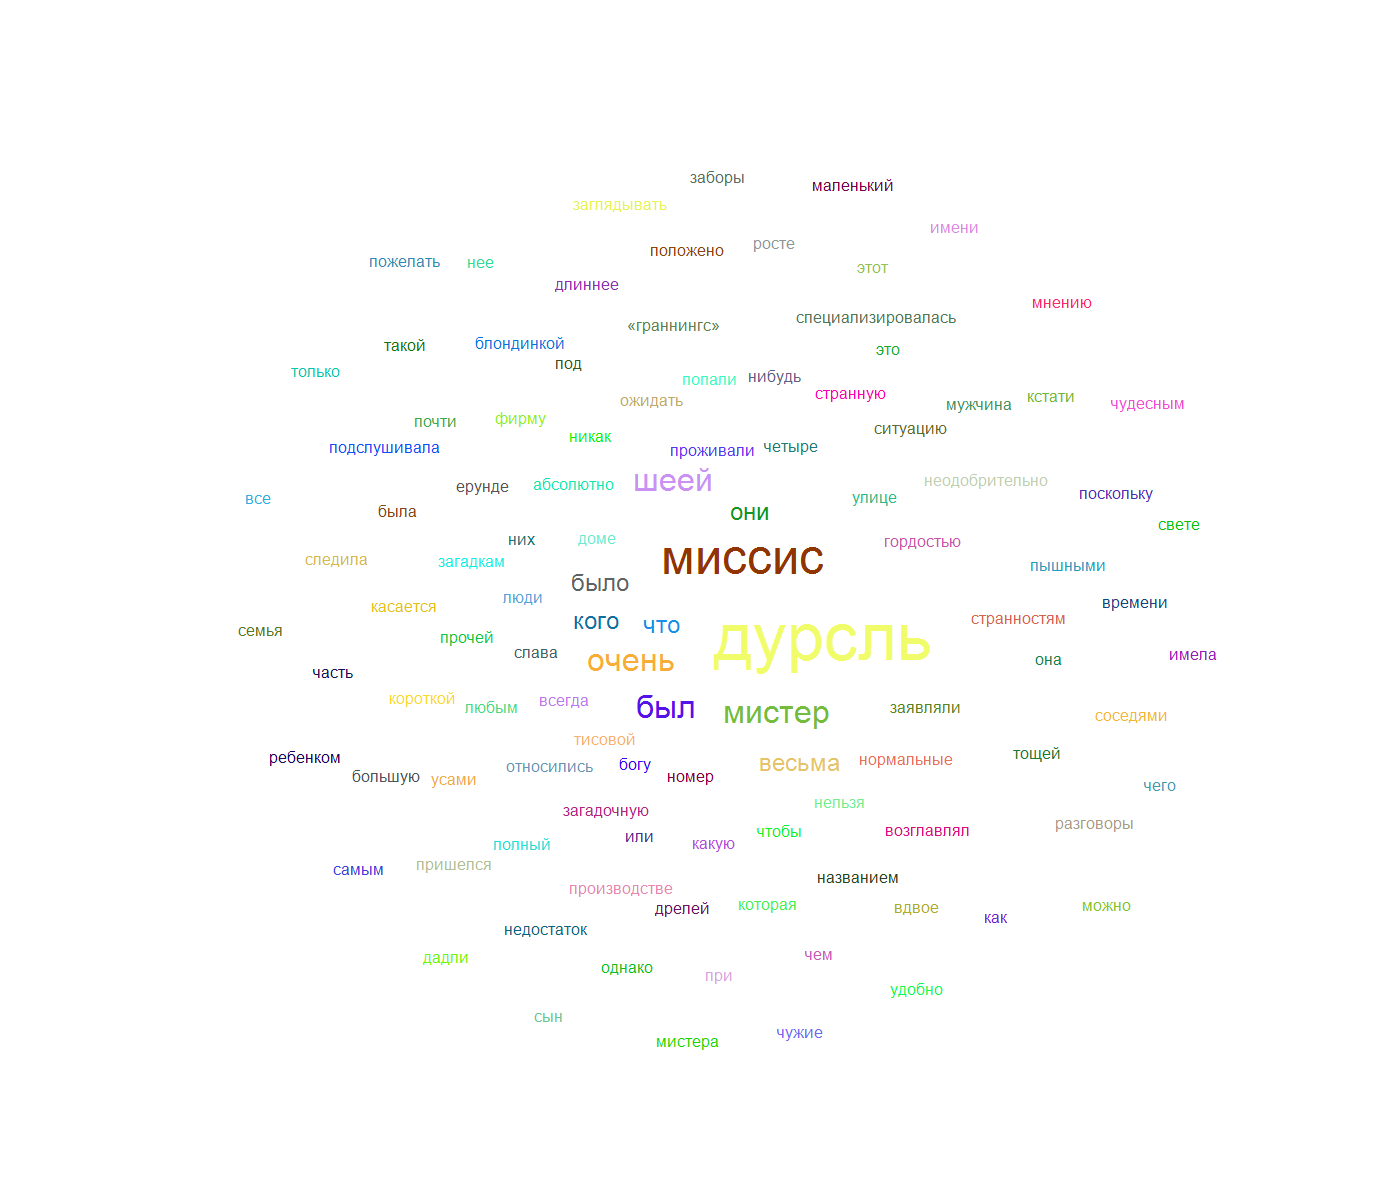 заборы
маленький
заглядывать
имени
росте
положено
пожелать
нее
этот
длиннее
мнению
«граннингс»
специализировалась
такой
блондинкой
это
под
только
попали
нибудь
странную
ожидать
мужчина
кстати
чудесным
почти
фирму
ситуацию
никак
подслушивала
проживали
четыре
шеей
неодобрительно
ерунде
абсолютно
поскольку
все
улице
была
они
свете
них
доме
гордостью
следила
загадкам
миссис
пышными
было
люди
времени
касается
кого
что
странностям
семья
прочей
дурсль
слава
очень
она
имела
часть
короткой
любым
всегда
был
мистер
заявляли
соседями
тисовой
ребенком
тощей
большую
усами
относились
богу
номер
весьма
нормальные
чего
нельзя
загадочную
разговоры
полный
или
какую
чтобы
возглавлял
самым
пришелся
названием
производстве
дрелей
которая
вдвое
как
можно
недостаток
дадли
однако
чем
при
удобно
сын
чужие
мистера